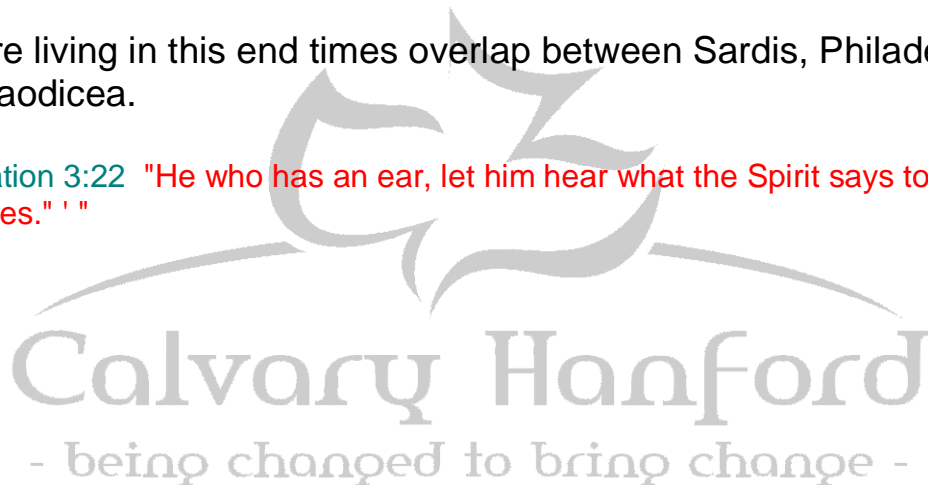 re living in this end times overlap between Sardis, Philade
aodicea.
ation 3:22 "He who has an ear, let him hear what the Spirit says to
es." ' "
Calvary Hanford
- being changed to bring change -